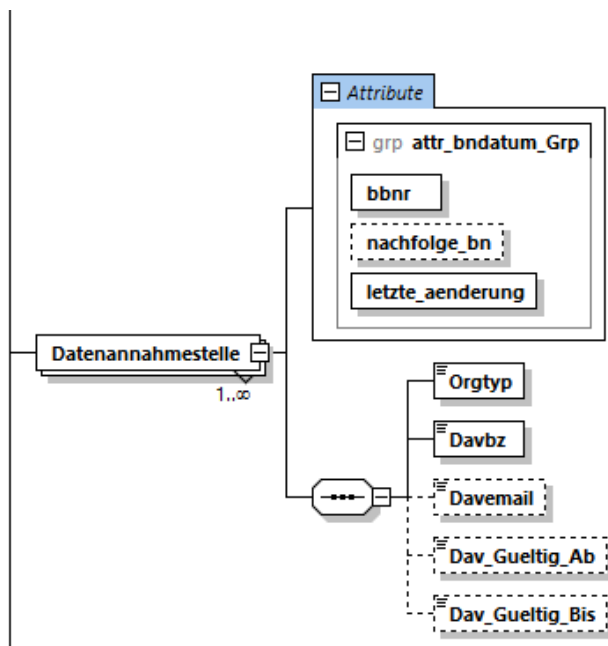 Attribute
grp attr_bndatum_Grp
bbnr
nachfolge_bn
letzte_aenderung
Datenannahmestelle
1..∞
Orgtyp
Davbz
Davemail
Dav_Gueltig_Ab
Dav_Gueltig_Bis